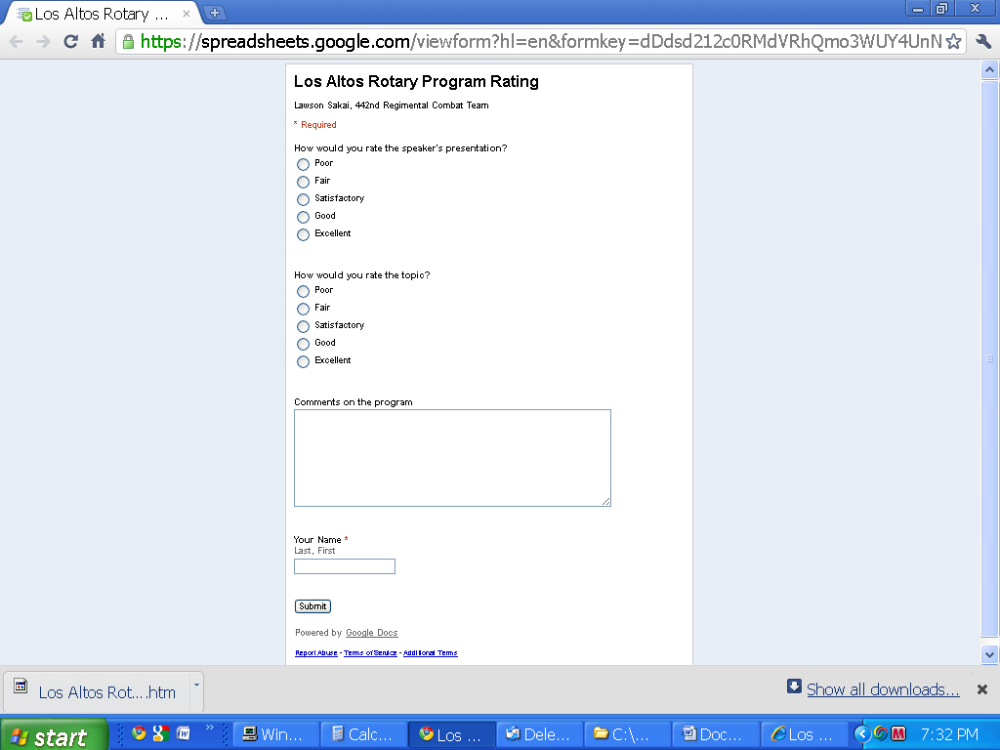 Los Altos Rotary ...
https://spreadsheets.google.com/viewform?hl=en&formkey=dDdsd212c0RMdVRhQmo3WUY4UnN
Los Altos Rotary Program Rating
Lawson Sakai, 442nd Regimental Combat Team
* Required
How would you rate the speaker's presentation?
Poor
Fair
Satisfactory
Good
Excellent
How would you rate the topic?
Poor
Fair
Satisfactory
Good
Excellent
Comments on the program
Your Name *
Last, First
Submit
Powered by Google Docs
Report Abuse - Terms of Service - Additional Terms
Los Altos Rot....htm
Show all downloads...
start Win... Calc... Los ... Dele... C:\... Doc... Los ... 7:32 PM